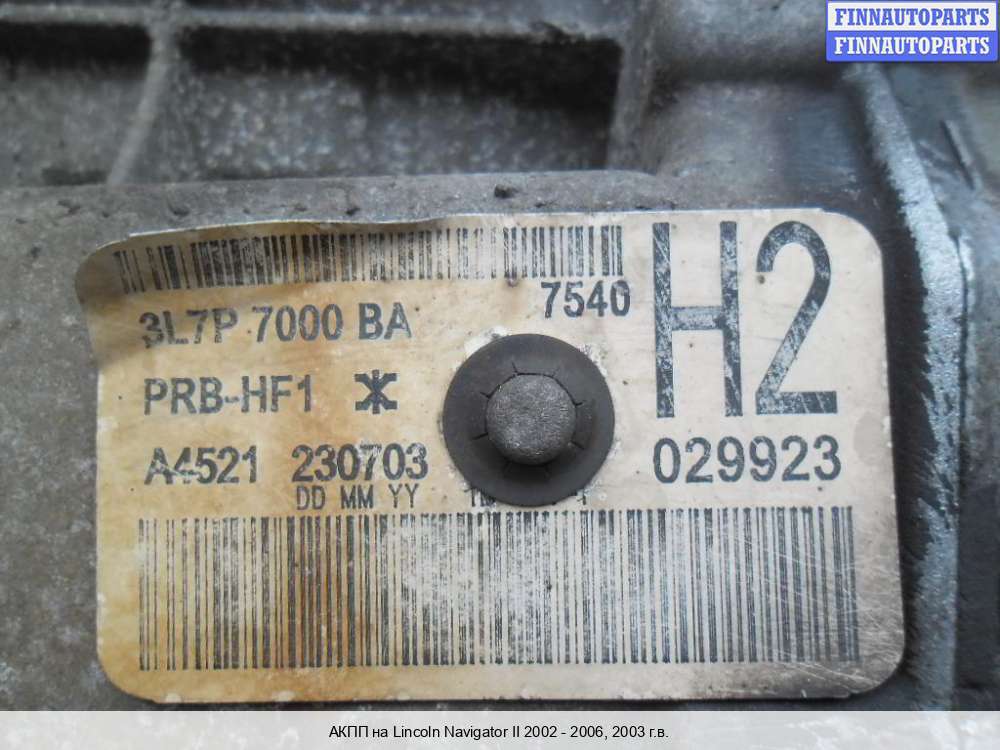 FINNAUTOPARTS
FINNAUTOPARTS
7540
H2
3L7P 7000 BA
PRB-HF1
A4521 230703
029923
DD MM YY
АКПП на Lincoln Navigator II 2002 - 2006, 2003 г.в.